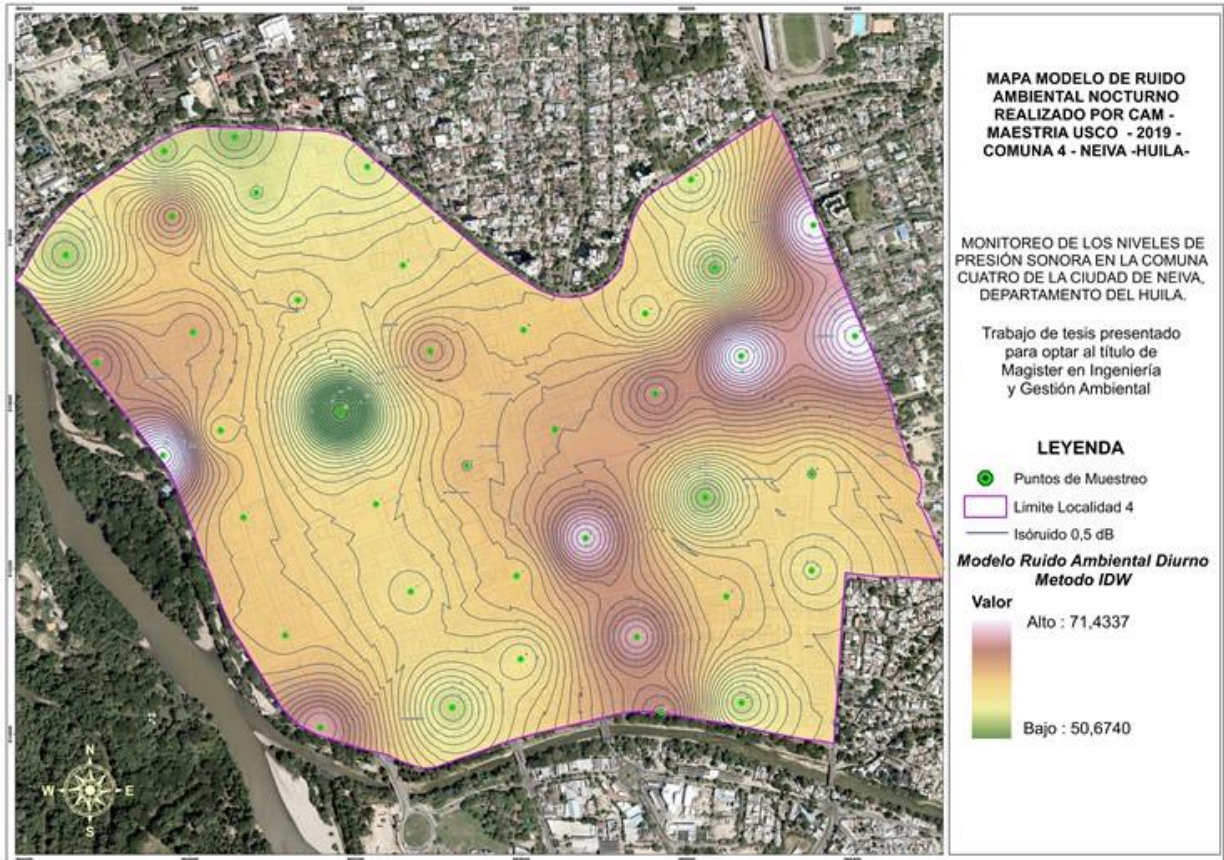 MAPA MODELO DE RUIDO
AMBIENTAL NOCTURNO
REALIZADO POR CAM -
MAESTRIA USCO - 2019 -
COMUNA 4 - NEIVA -HUILA-
MONITOREO DE LOS NIVELES DE
PRESIÓN SONORA EN LA COMUNA
CUATRO DE LA CIUDAD DE NEIVA,
DEPARTAMENTO DEL HUILA.
Trabajo de tesis presentado
para optar al título de
Magister en Ingeniería
y Gestión Ambiental
LEYENDA
Puntos de Muestreo
Limite Localidad 4
Isóruido 0,5 dB
Modelo Ruido Ambiental Diurno
Metodo IDW
Valor
Alto : 71,4337
Bajo : 50,6740
N
W E
S